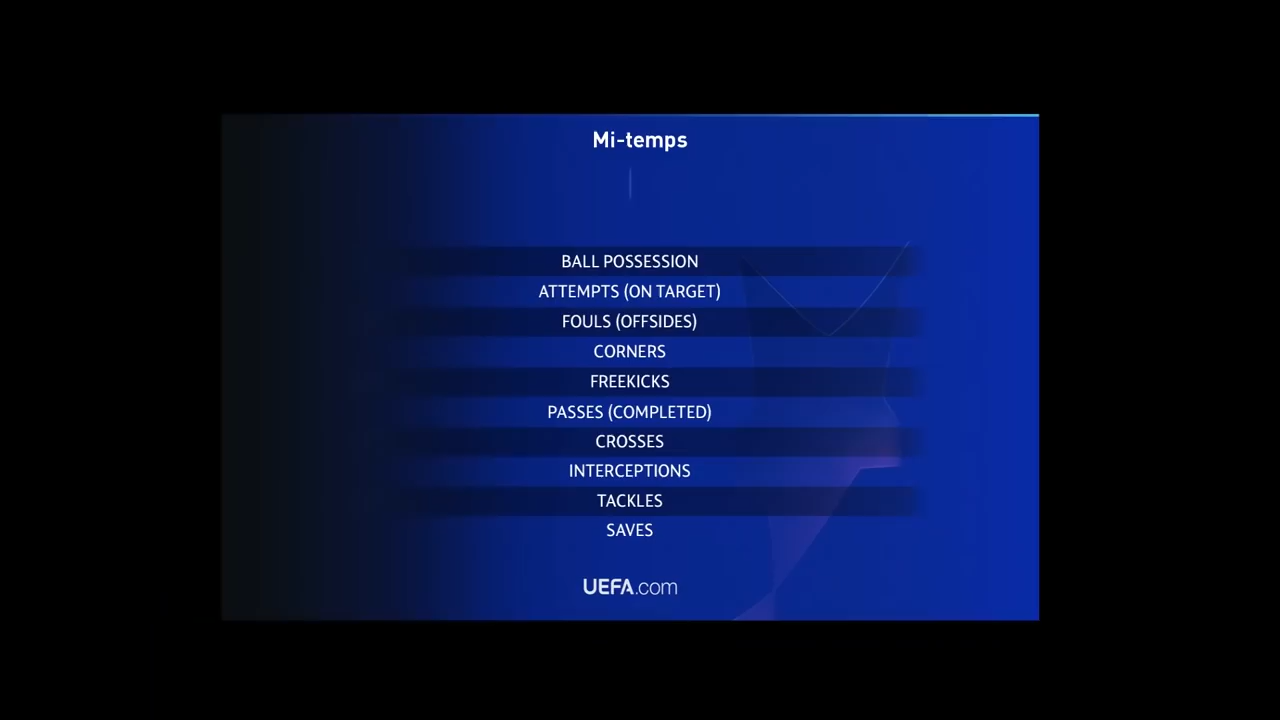 Mi-temps
BALL POSSESSION
ATTEMPTS (ON TARGET)
FOULS (OFFSIDES)
CORNERS
FREEKICKS
PASSES (COMPLETED)
CROSSES
INTERCEPTIONS
TACKLES
SAVES
UEFA.com